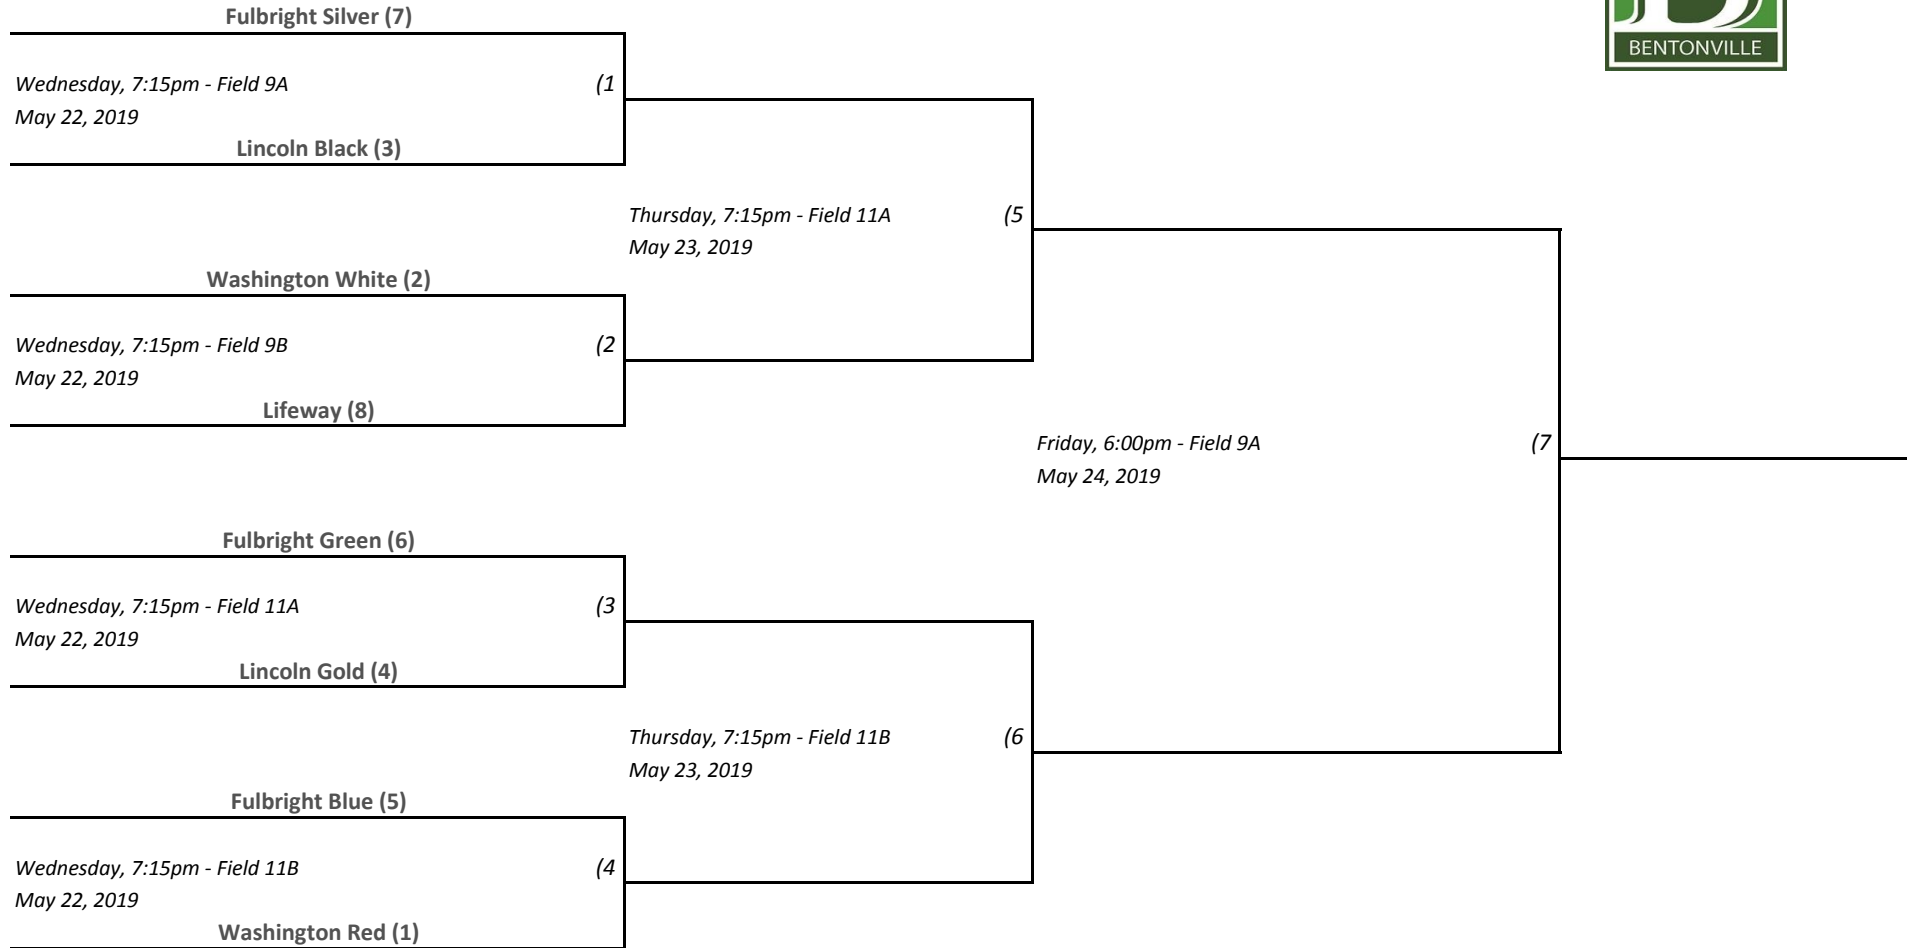 Fulbright Silver (7)
BENTONVILLE
Wednesday, 7:15pm - Field 9A (1
May 22, 2019
Lincoln Black (3)
Thursday, 7:15pm - Field 11A (5
May 23, 2019
Washington White (2)
Wednesday, 7:15pm - Field 9B (2
May 22, 2019
Lifeway (8)
Friday, 6:00pm - Field 9A (7
May 24, 2019
Fulbright Green (6)
Wednesday, 7:15pm - Field 11A (3
May 22, 2019
Lincoln Gold (4)
Thursday, 7:15pm - Field 11B (6
May 23, 2019
Fulbright Blue (5)
Wednesday, 7:15pm - Field 11B (4
May 22, 2019
Washington Red (1)